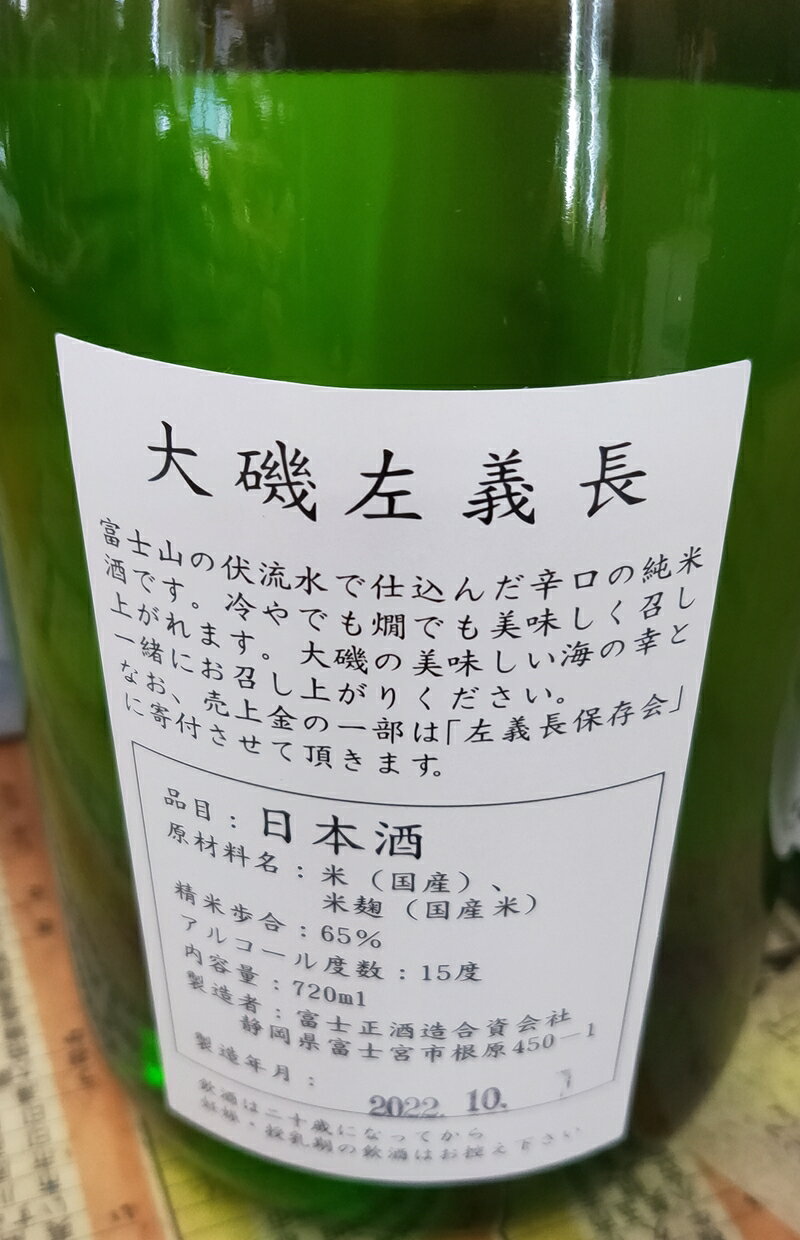 大磯左義長
富士山の伏流水で仕込んだ辛口の純米
酒です。冷やでも燗でも美味しく召し
上がれます。大磯の美味しい海の幸と
一緒にお召し上がりください。
なお、売上金の一部は「左義長保存会」
に寄付させて頂きます。
品目：日本酒
原材料名：米（国産）、
米麹（国産米）
精米歩合：65%
アルコール度数：15度
内容量：720ml
製造者：富士正酒造合資会社
静岡県富士宮市根原450－1
製造年月：
2022.10.
飲酒は二十歳になってから
妊娠・授乳期の飲酒はお控え下さい